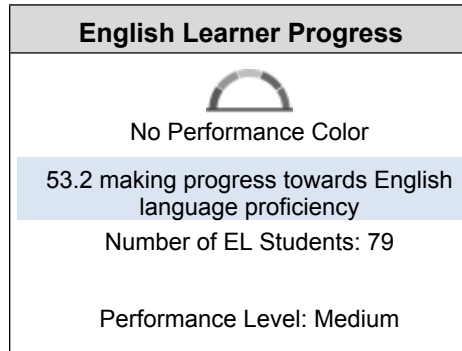 English Learner Progress
No Performance Color
53.2 making progress towards English
language proficiency
Number of EL Students: 79
Performance Level: Medium